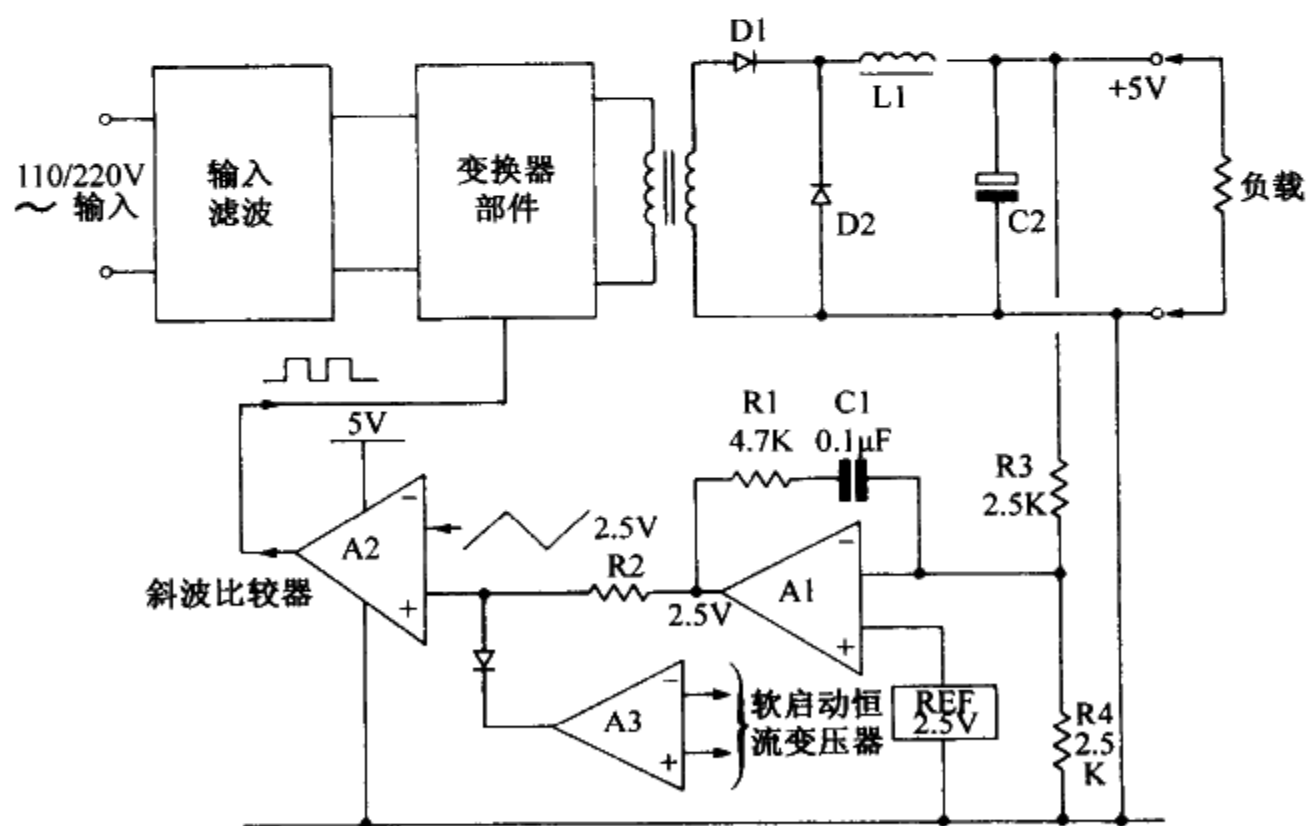 D1
L1
+5V
110/220V
～ 输入
输入
滤波
变换器
部件
D2
C2
负载
5V
R1
4.7K
C1
0.1μF
R3
2.5K
−
A2
+
2.5V
R2
斜波比较器
2.5V
−
A1
+
−
A3
+
软启动恒
流变压器
REF
2.5V
R4
2.5
K